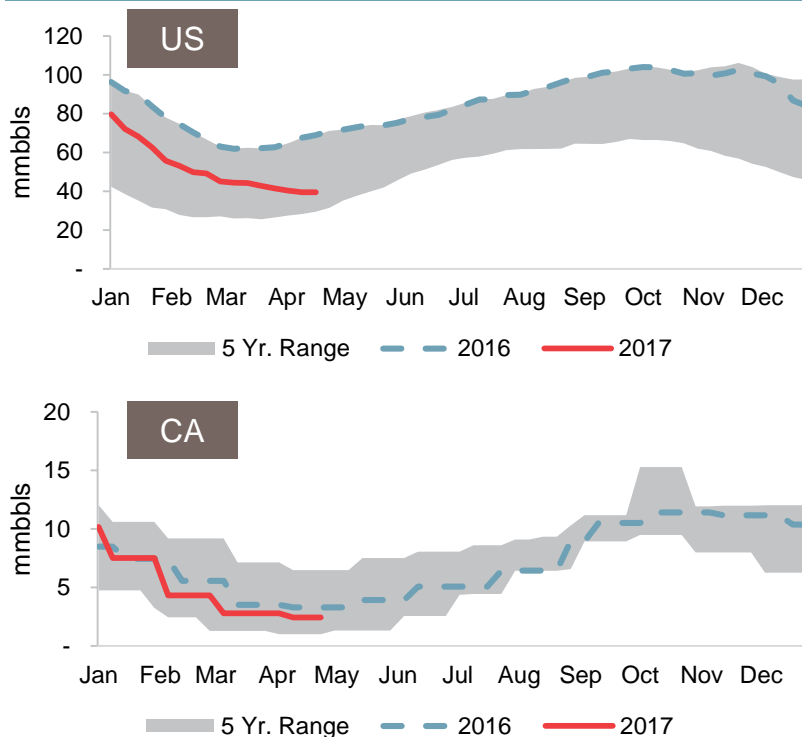 US
mmbbls
120
100
80
60
40
20
-
Jan Feb Mar Apr May Jun Jul Aug Sep Oct Nov Dec
5 Yr. Range 2016 2017
CA
mmbbls
20
15
10
5
-
Jan Feb Mar Apr May Jun Jul Aug Sep Oct Nov Dec
5 Yr. Range 2016 2017